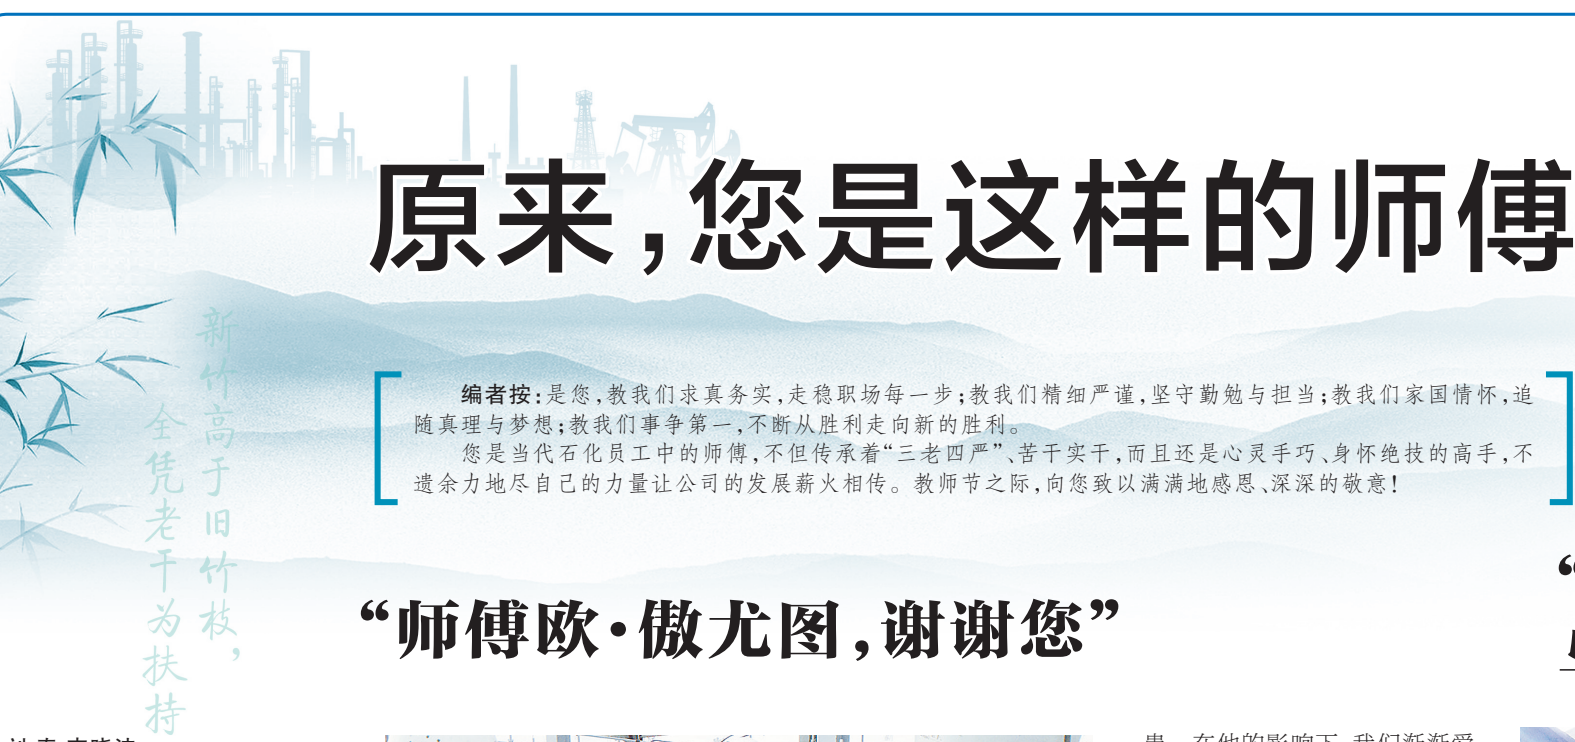 原来，您是这样的师傅
新竹高于旧竹枝，
全凭老干为扶持
编者按：是您，教我们求真务实，走稳职场每一步；教我们精细严谨，坚守勤勉与担当；教我们家国情怀，追
随真理与梦想；教我们事争第一，不断从胜利走向新的胜利。
您是当代石化员工中的师傅，不但传承着“三老四严”、苦干实干，而且还是心灵手巧、身怀绝技的高手，不
遗余力地尽自己的力量让公司的发展薪火相传。教师节之际，向您致以满满地感恩、深深的敬意！
“师傅欧·傲尤图，谢谢您”